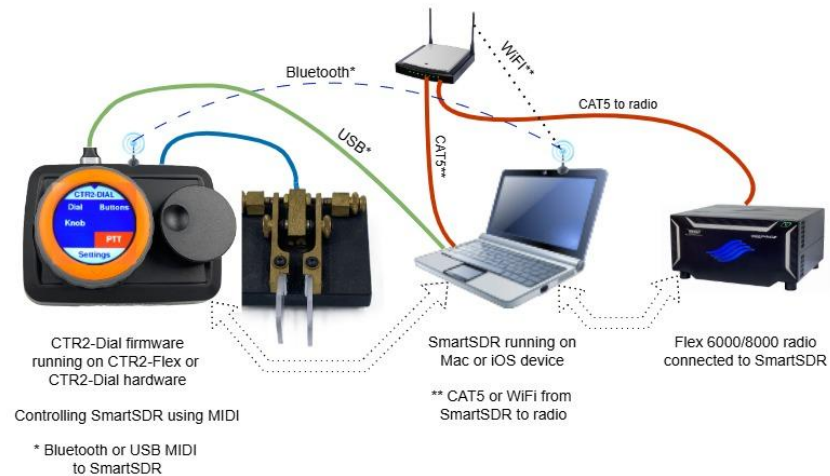 WiFI**
Bluetooth*
CAT5 to radio
USB*
CAT5**
CTR2-DIAL
Dial Buttons
Knob
PTT
Settings
CTR2-Dial firmware
running on CTR2-Flex or
CTR2-Dial hardware
Controlling SmartSDR using MIDI
* Bluetooth or USB MIDI
to SmartSDR
SmartSDR running on
Mac or iOS device
** CAT5 or WiFi from
SmartSDR to radio
Flex 6000/8000 radio
connected to SmartSDR